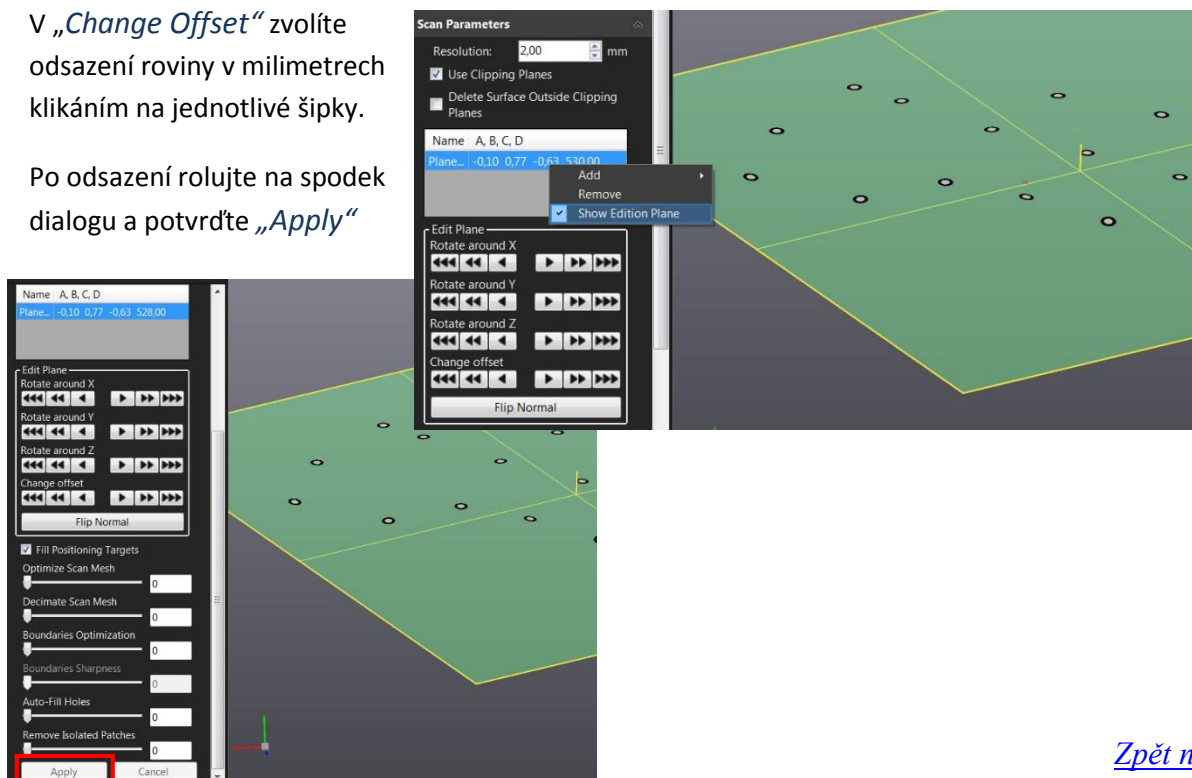 V „Change Offset“ zvolíte
odsazení roviny v milimetrech
klikáním na jednotlivé šipky.
Po odsazení rolujte na spodek
dialogu a potvrďte „Apply“
Scan Parameters
Resolution: 2,00 mm
Use Clipping Planes
Delete Surface Outside Clipping
Planes
Name A, B, C, D
Plane... -0,10 0,77 -0,63 530,00
Add
Remove
Show Edition Plane
Edit Plane
Rotate around X
Rotate around Y
Rotate around Z
Change offset
Flip Normal
Name A, B, C, D
Plane... -0,10 0,77 -0,63 528,00
Edit Plane
Rotate around X
Rotate around Y
Rotate around Z
Change offset
Flip Normal
Fill Positioning Targets
Optimize Scan Mesh
0
Decimate Scan Mesh
0
Boundaries Optimization
0
Boundaries Sharpness
0
Auto-Fill Holes
0
Remove Isolated Patches
0
Apply Cancel
Zpět n